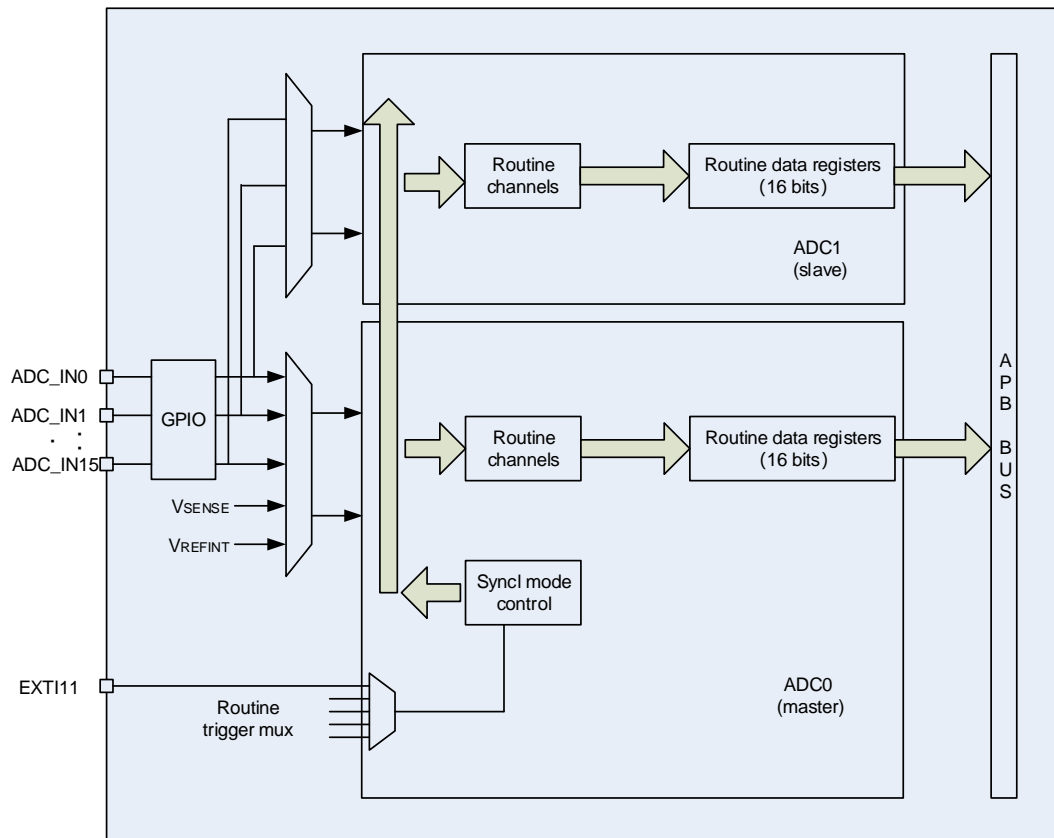 Routine
channels
Routine data registers
(16 bits)
ADC1
(slave)
ADC_IN0
ADC_IN1
. :
ADC_IN15
GPIO
VSENSE
VREFINT
Routine
channels
Routine data registers
(16 bits)
Syncl mode
control
EXTI11
Routine
trigger mux
ADC0
(master)
A
P
B
B
U
S